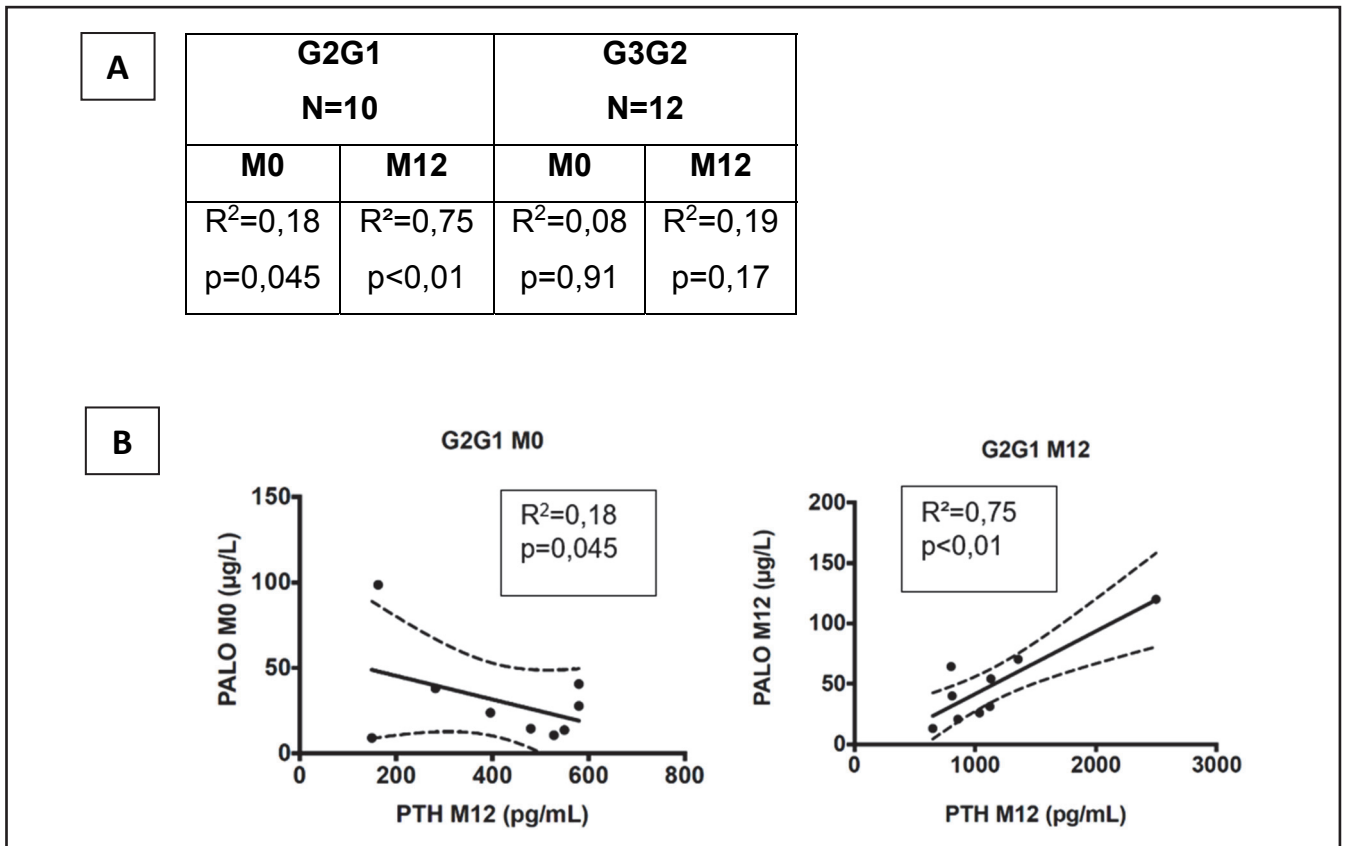 A
G2G1 G3G2
N=10 N=12
M0 M12 M0 M12
R²=0,18 R²=0,75 R²=0,08 R²=0,19
p=0,045 p<0,01 p=0,91 p=0,17
B
G2G1 M0
150
100
50
0
PALO M0 (µg/L)
R²=0,18
p=0,045
0 200 400 600 800
PTH M12 (pg/mL)
G2G1 M12
200
150
100
50
0
PALO M12 (µg/L)
R²=0,75
p<0,01
0 1000 2000 3000
PTH M12 (pg/mL)